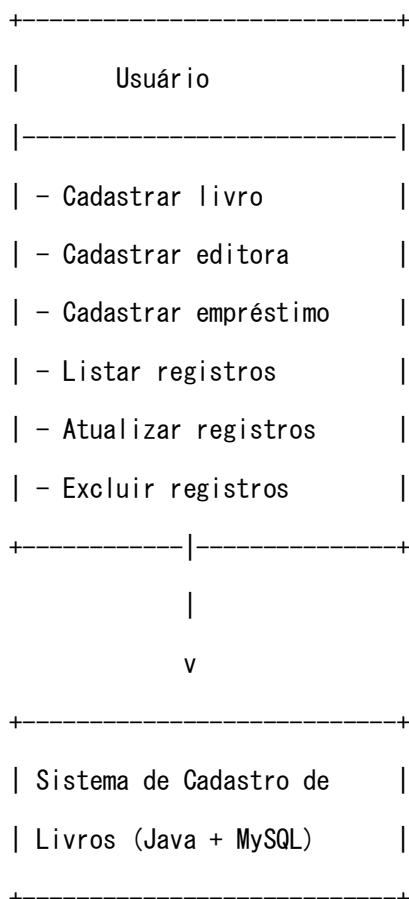 +----------------------------+
|       Usuário              |
|----------------------------|
| - Cadastrar livro          |
| - Cadastrar editora        |
| - Cadastrar empréstimo     |
| - Listar registros         |
| - Atualizar registros      |
| - Excluir registros        |
+------------|---------------+
             |
             v
+----------------------------+
| Sistema de Cadastro de     |
| Livros (Java + MySQL)      |
+----------------------------+